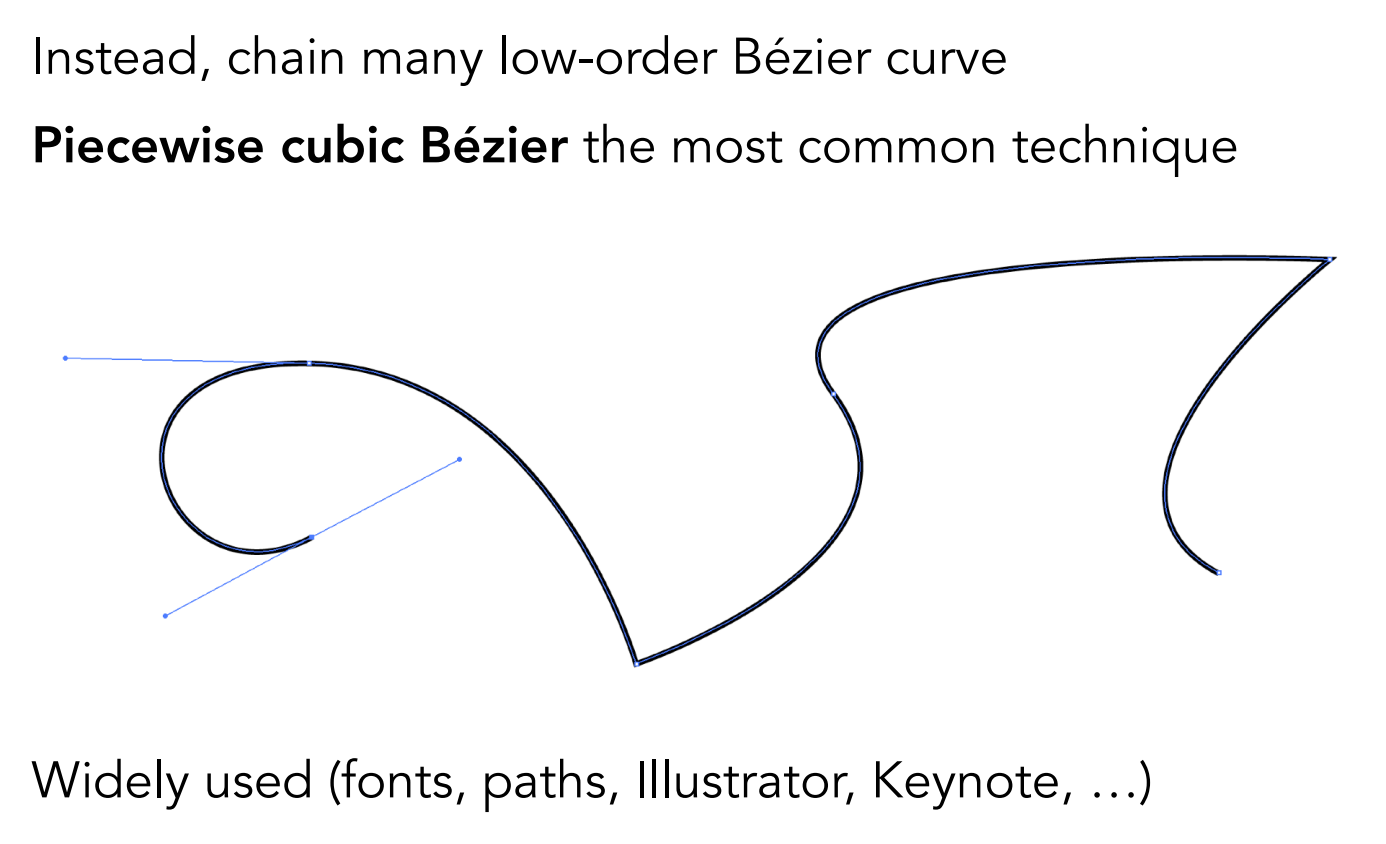 Instead, chain many low-order Bézier curve
Piecewise cubic Bézier the most common technique
Widely used (fonts, paths, Illustrator, Keynote, …)